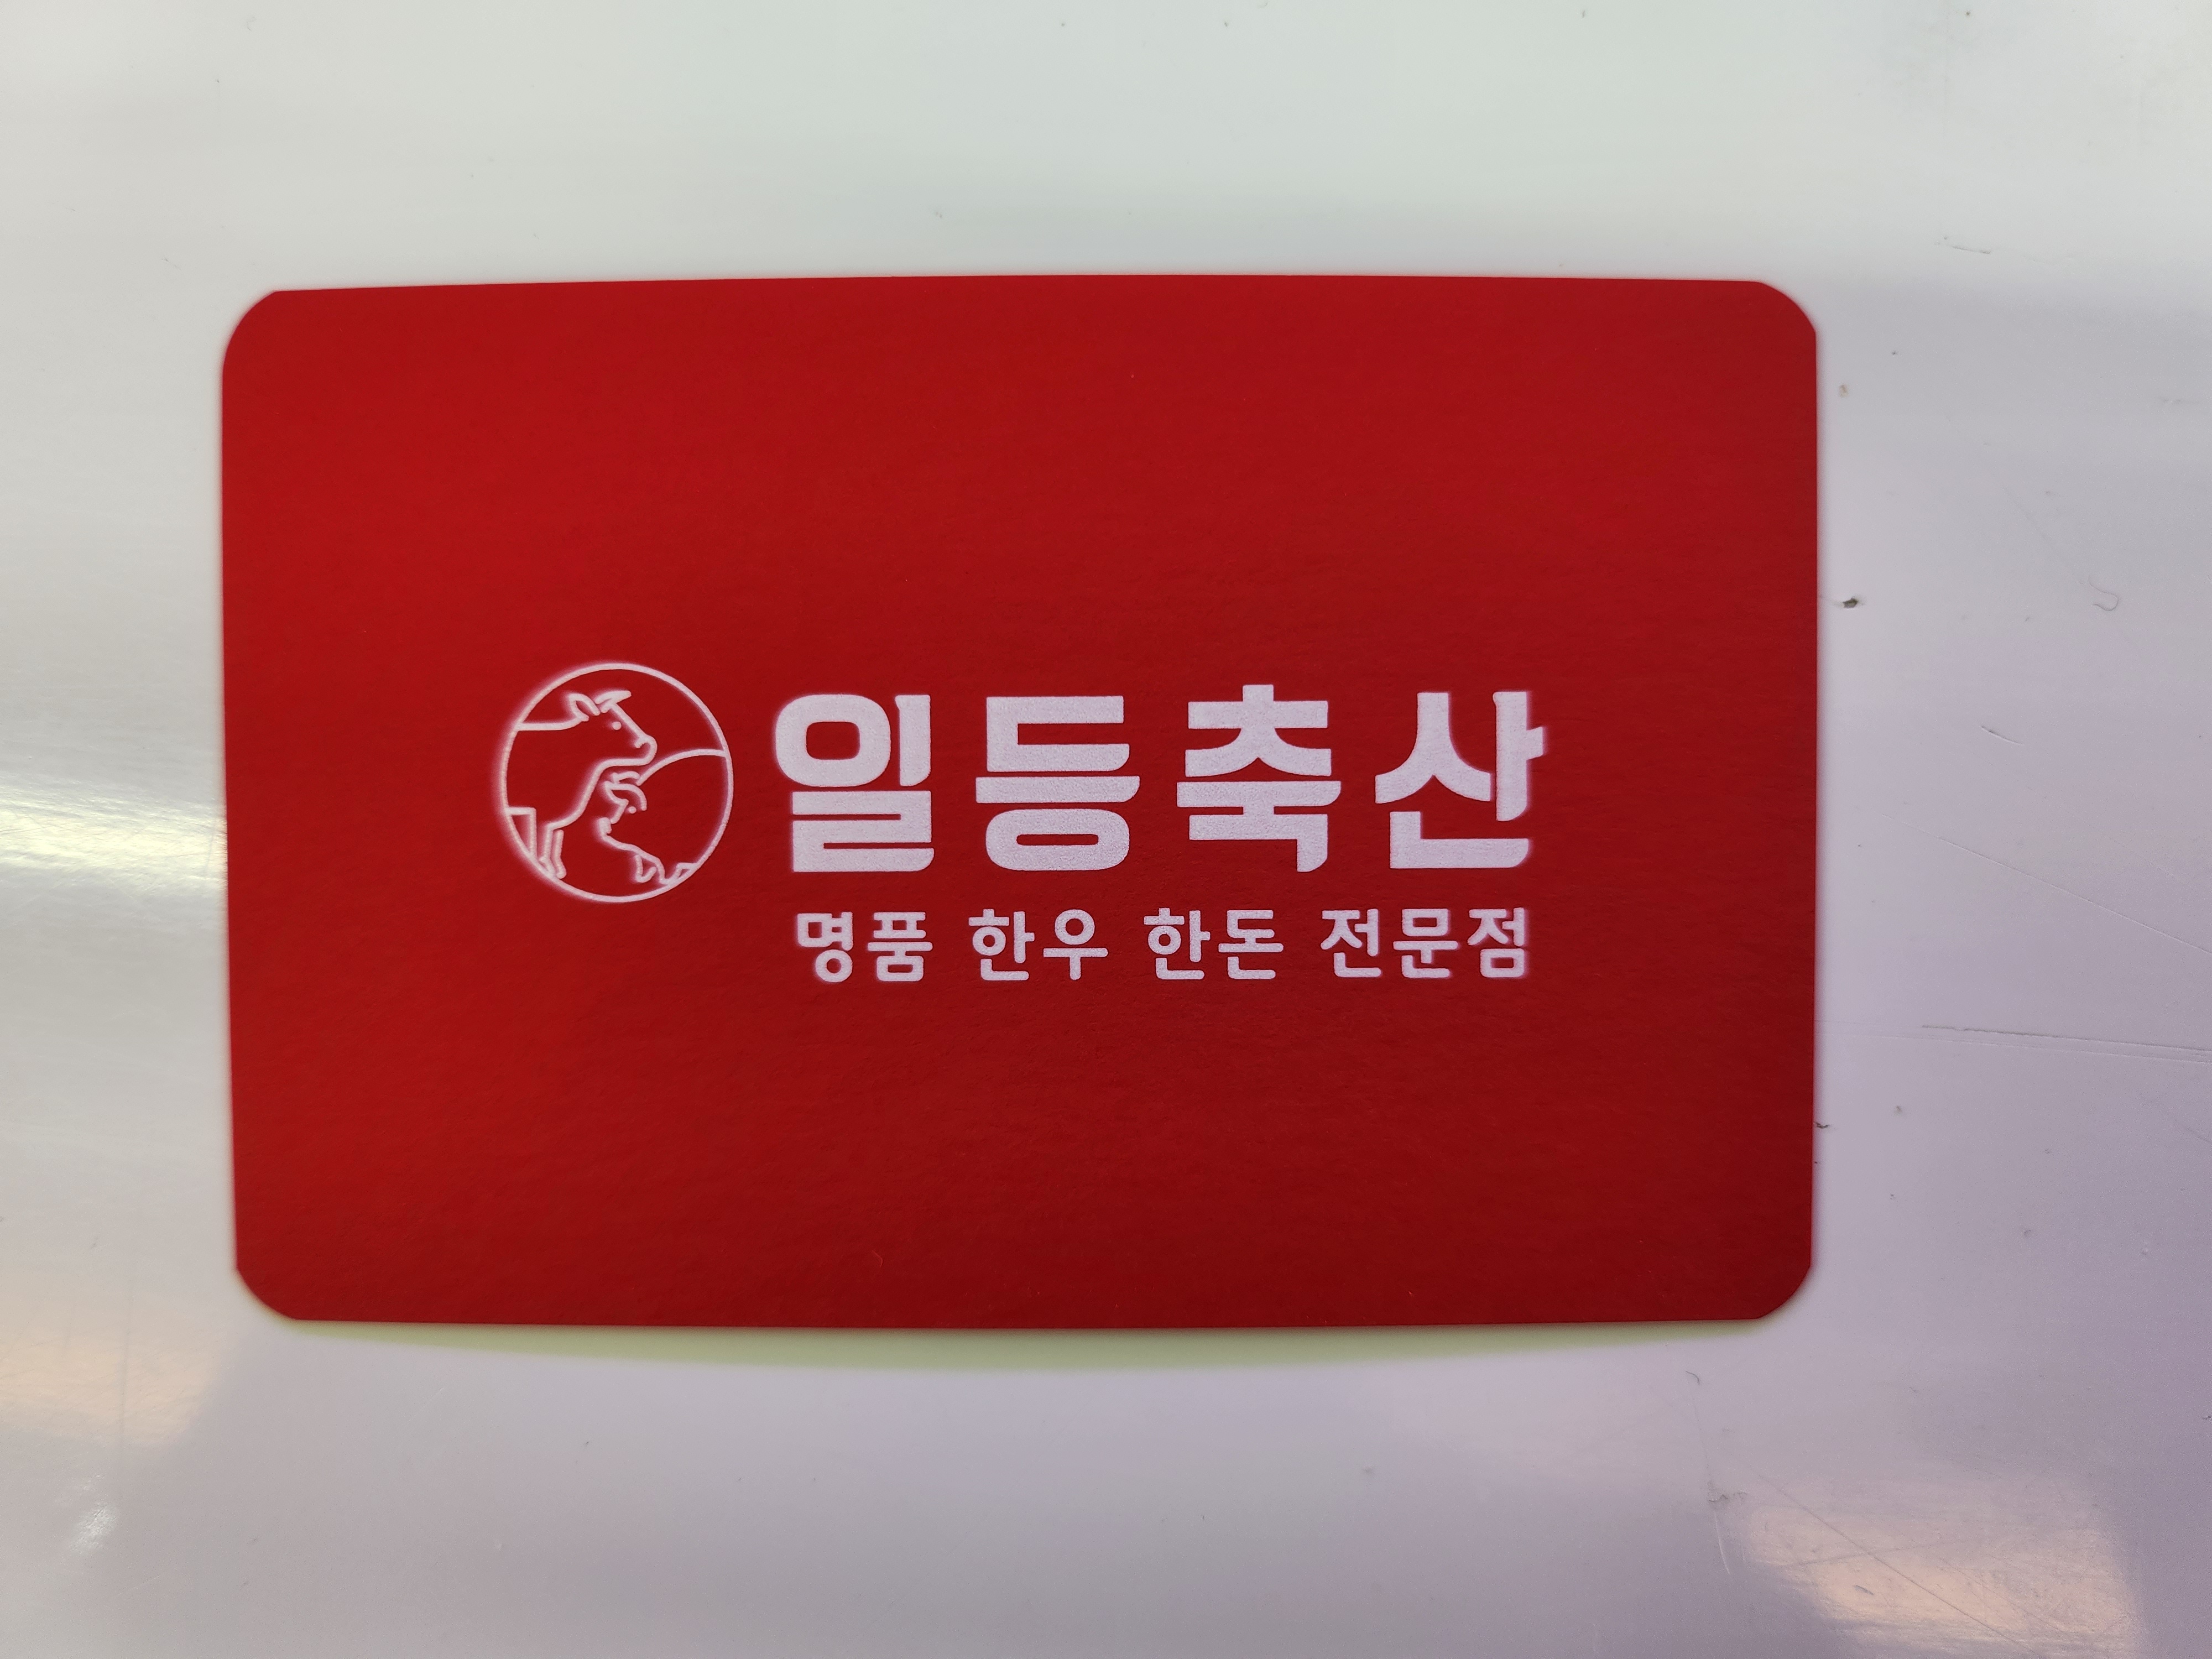 일등축산
명품 한우 한돈 전문점